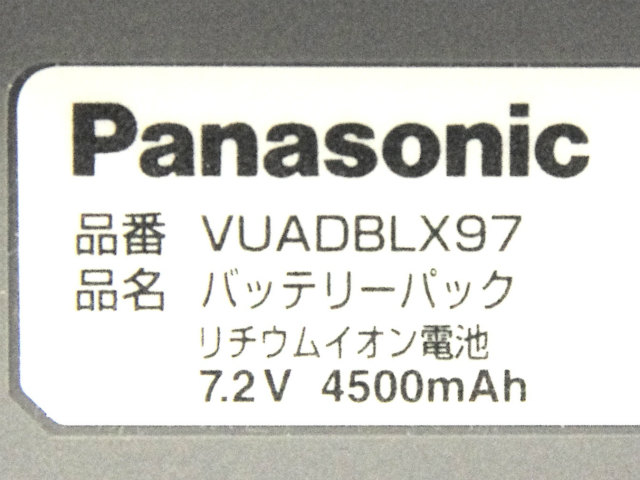 Panasonic
品番 VUADBLX97
品名 バッテリーパック
リチウムイオン電池
7.2V 4500mAh